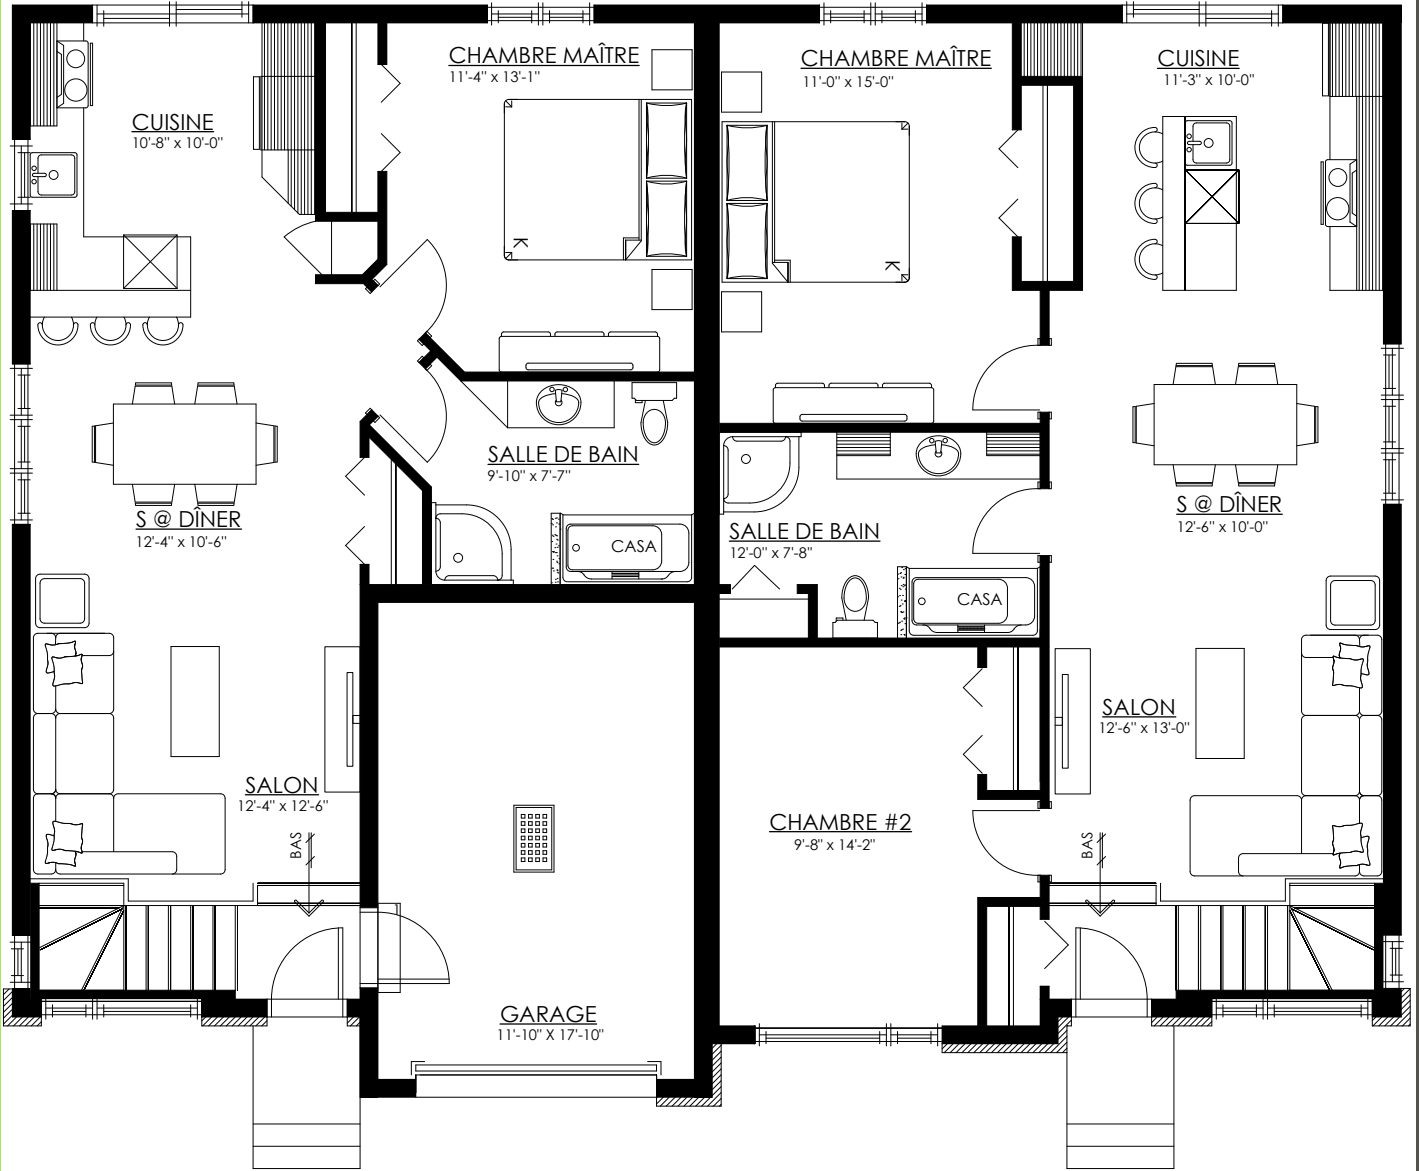 CHAMBRE MAÎTRE
11'-4" x 13'-1"
CHAMBRE MAÎTRE
11'-0" x 15'-0"
CUISINE
11'-3" x 10'-0"
CUISINE
10'-8" x 10'-0"
K
K
SALLE DE BAIN
9'-10" x 7'-7"
S @ DÎNER
12'-4" x 10'-6"
S @ DÎNER
12'-6" x 10'-0"
SALLE DE BAIN
12'-0" x 7'-8"
CASA
CASA
SALON
12'-6" x 13'-0"
SALON
12'-4" x 12'-6"
CHAMBRE #2
9'-8" x 14'-2"
BAS
BAS
GARAGE
11'-10 X 17'-10"